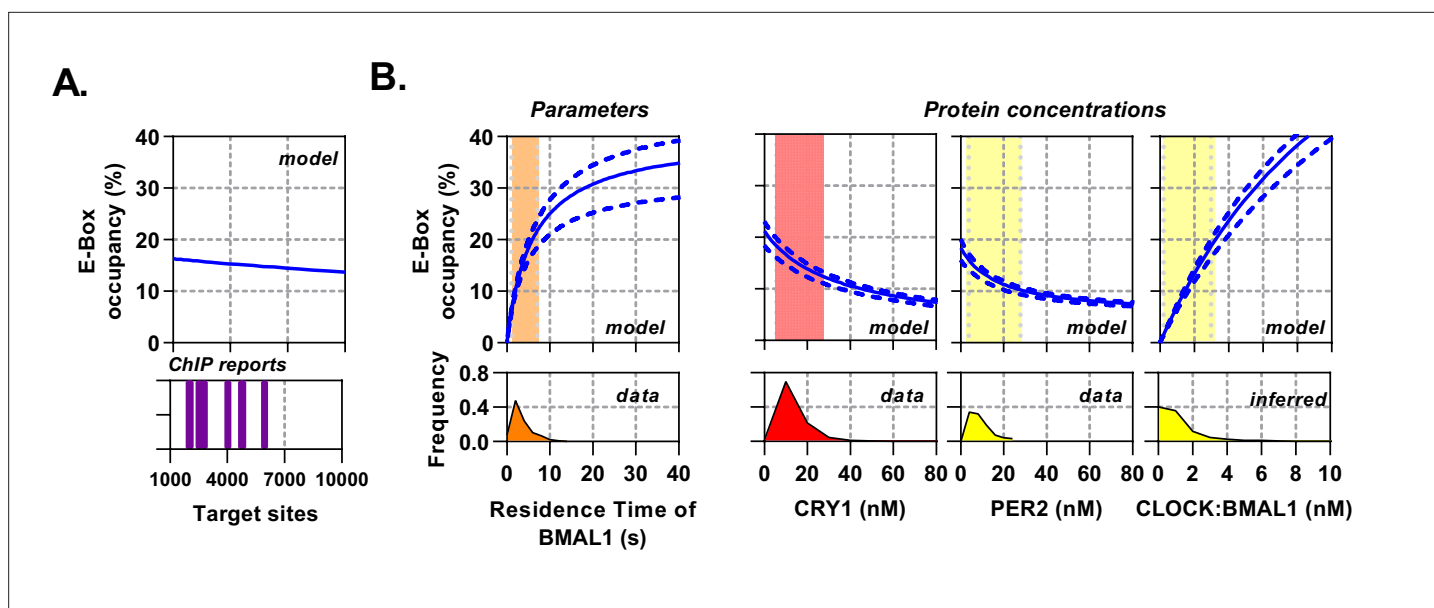 A.
B.
Parameters
Protein concentrations
E-Box
occupancy (%)
40
30
20
10
0
model
ChIP reports
1000 4000 7000 10000
Target sites
E-Box
occupancy (%)
40
30
20
10
0
model
model
model
model
Frequency
0.8
0.4
0.0
data
data
data
inferred
0 10 20 30 40
0 20 40 60 80
0 20 40 60 80
0 2 4 6 8 10
Residence Time of
BMAL1 (s)
CRY1 (nM)
PER2 (nM)
CLOCK:BMAL1 (nM)